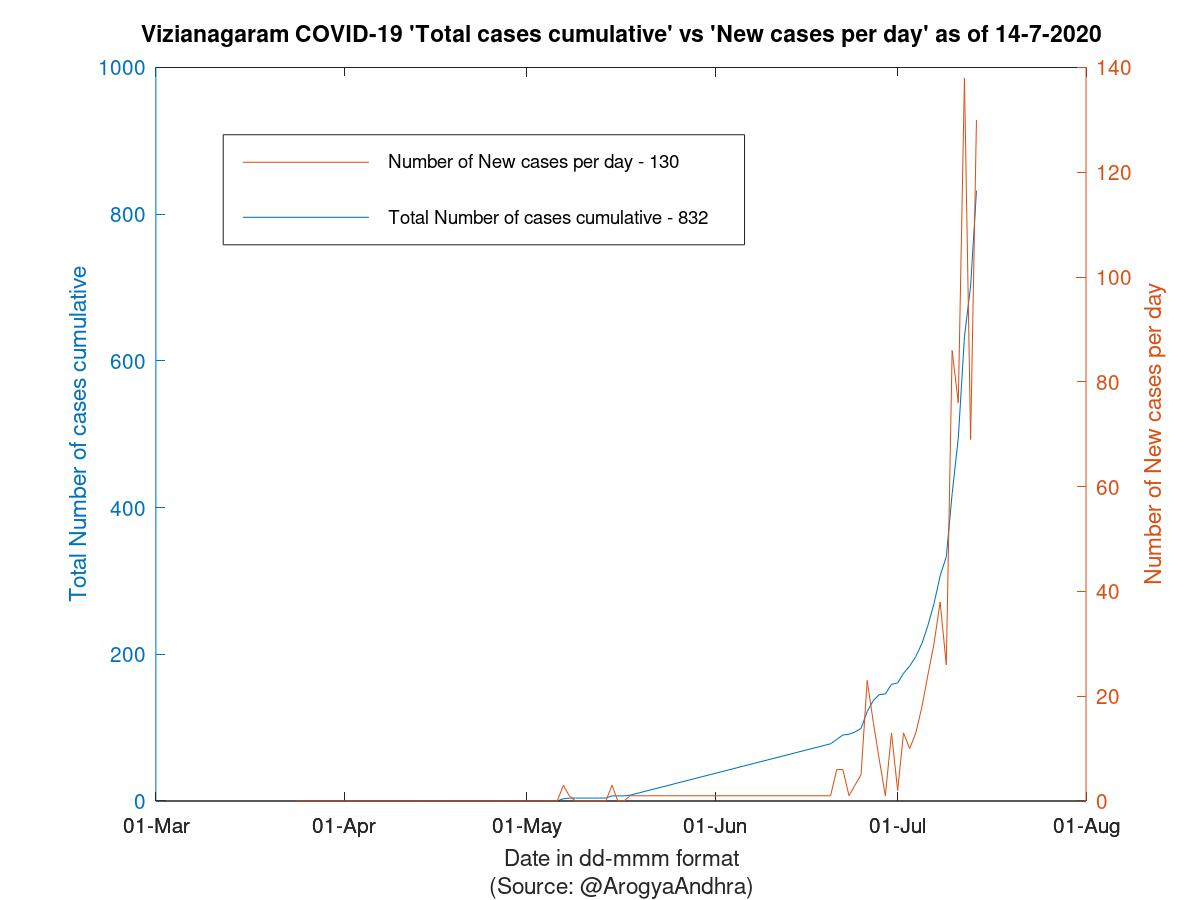 Vizianagaram COVID-19 'Total cases cumulative' vs 'New cases per day' as of 14-7-2020
Number of New cases per day - 130
Total Number of cases cumulative - 832
Total Number of cases cumulative
1000
800
600
400
200
0
140
120
100
80
60
40
20
0
Number of New cases per day
01-Mar 01-Apr 01-May 01-Jun 01-Jul 01-Aug
Date in dd-mmm format
(Source: @ArogyaAndhra)